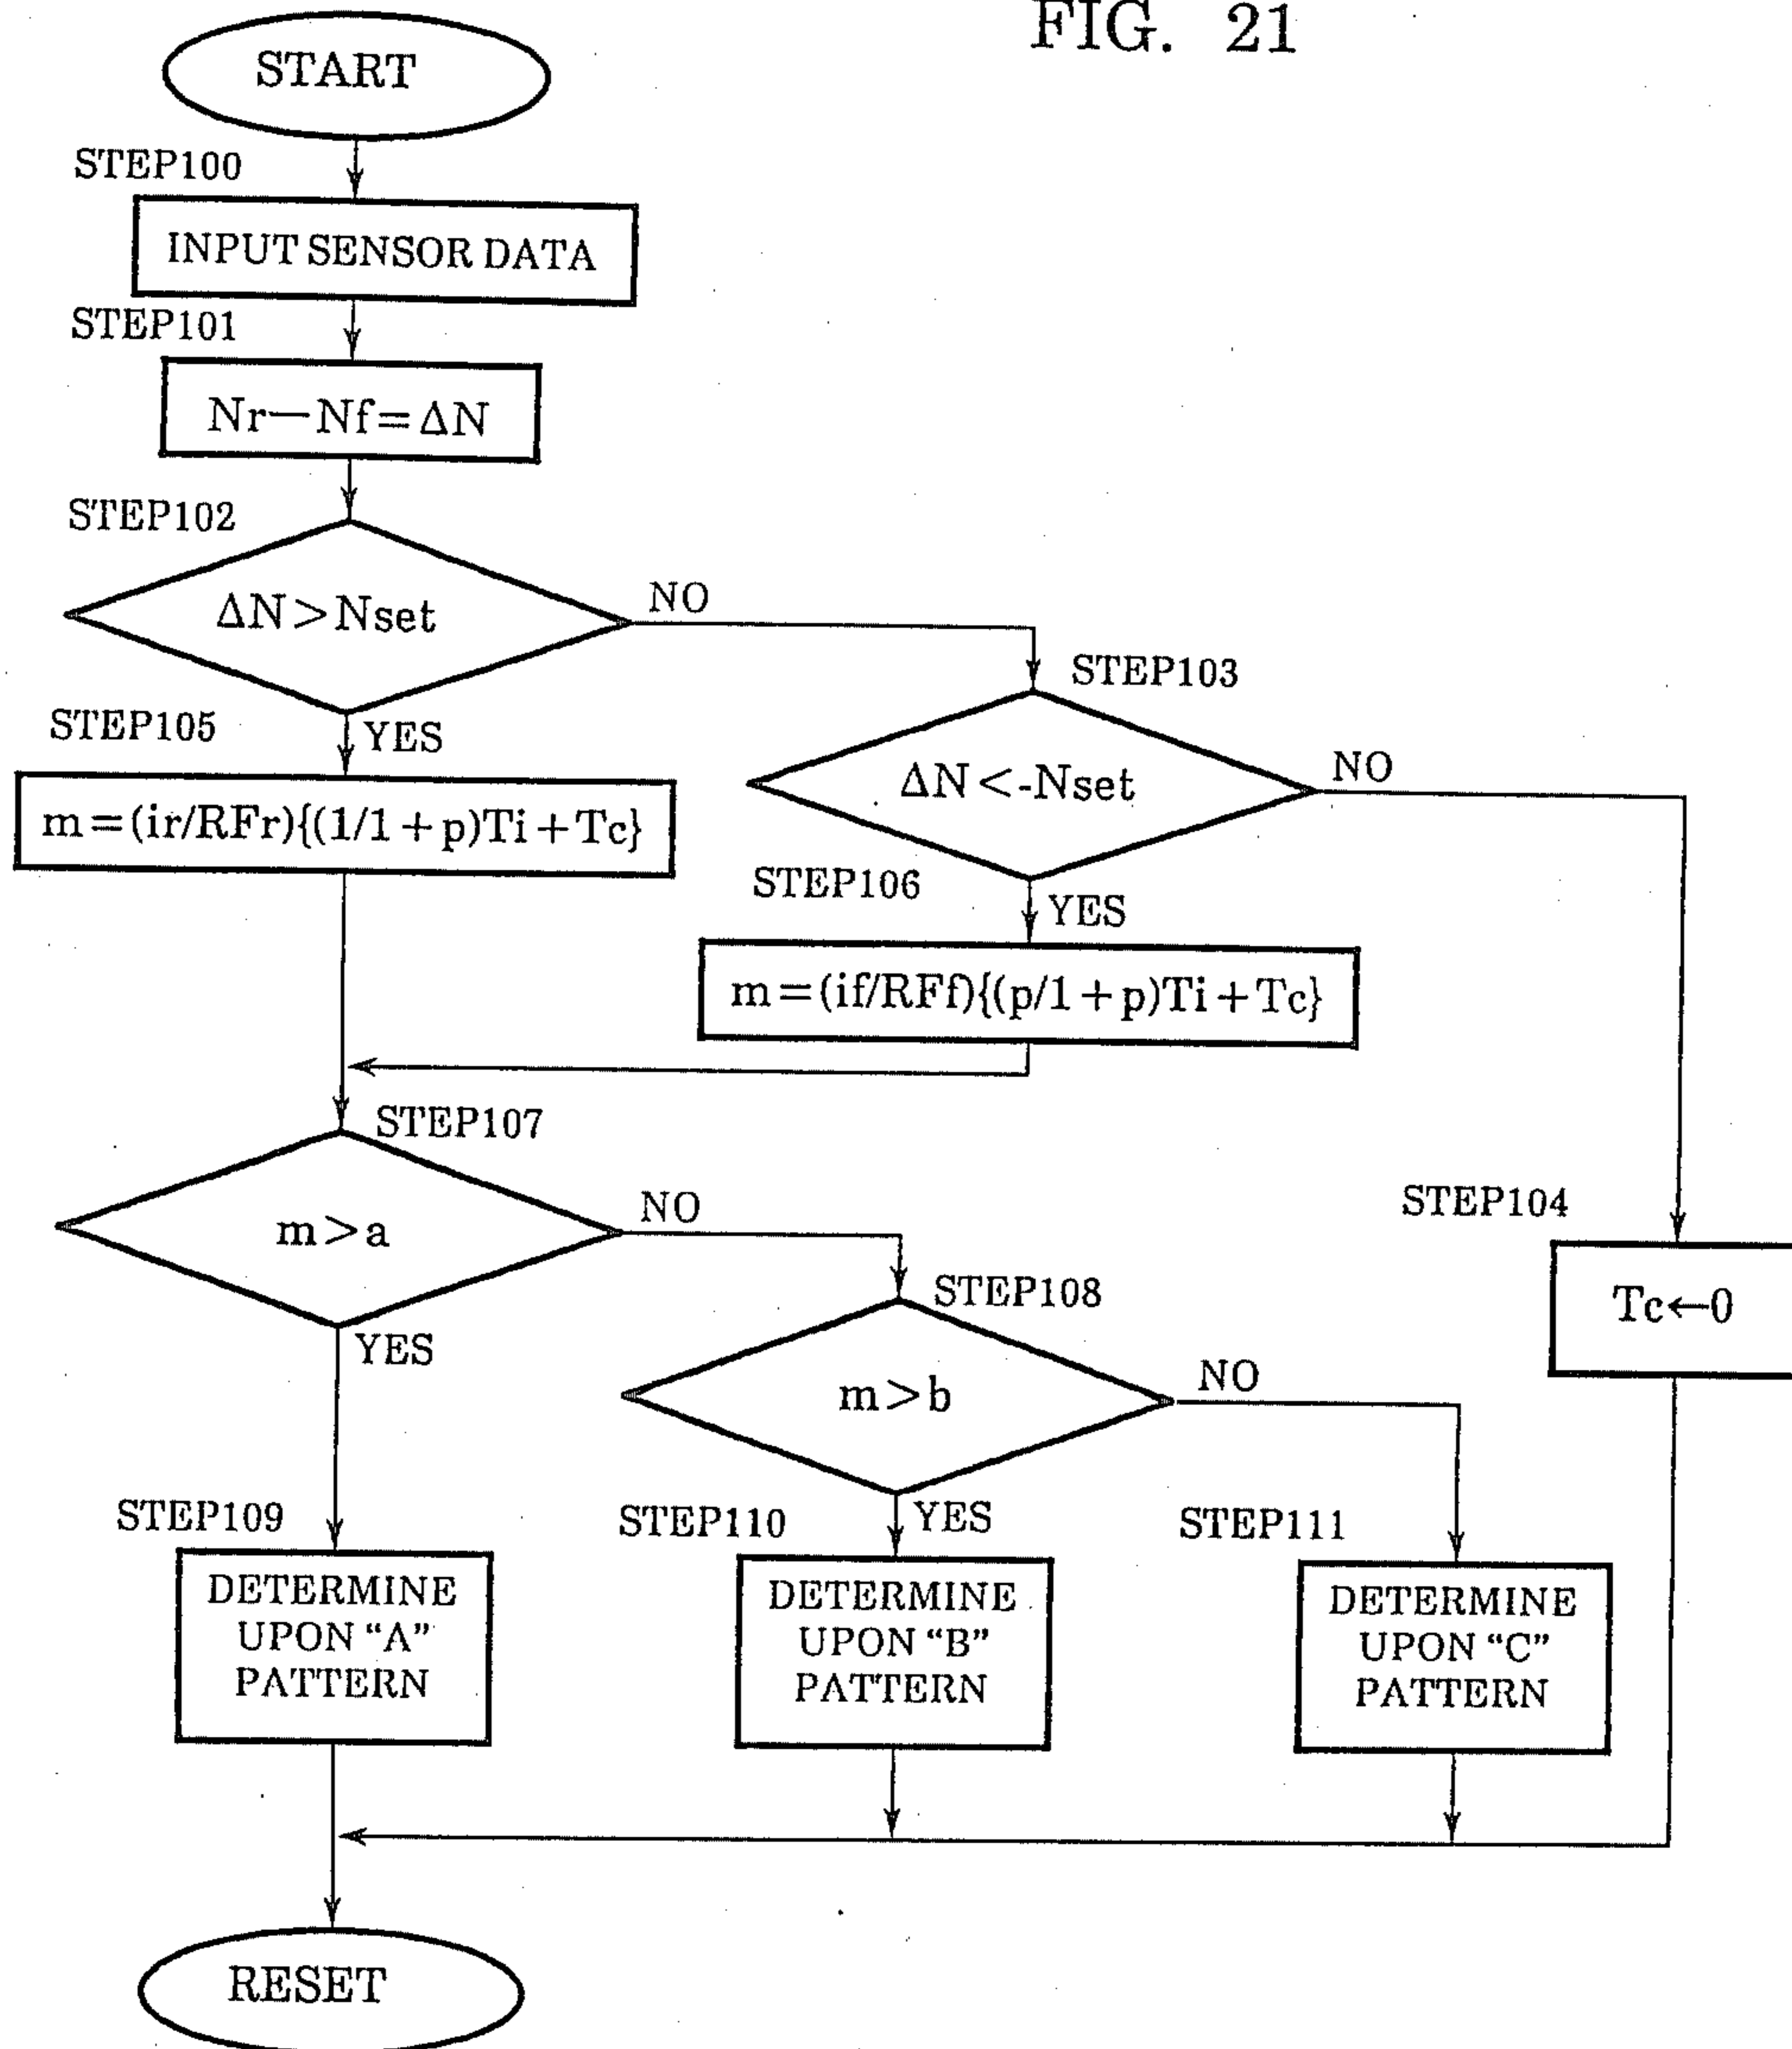 FIG. 21
START
STEP100
INPUT SENSOR DATA
STEP101
Nr—Nf=ΔN
STEP102
ΔN>Nset
NO
STEP103
STEP105
YES
ΔN<-Nset
NO
m=(ir/RFr){(1/1+p)Ti+Tc}
STEP106
YES
m=(if/RFf){(p/1+p)Ti+Tc}
STEP107
m>a
NO
STEP104
Tc←0
STEP108
YES
m>b
NO
STEP109
STEP110
YES
STEP111
DETERMINE
UPON “A”
PATTERN
DETERMINE
UPON “B”
PATTERN
DETERMINE
UPON “C”
PATTERN
RESET